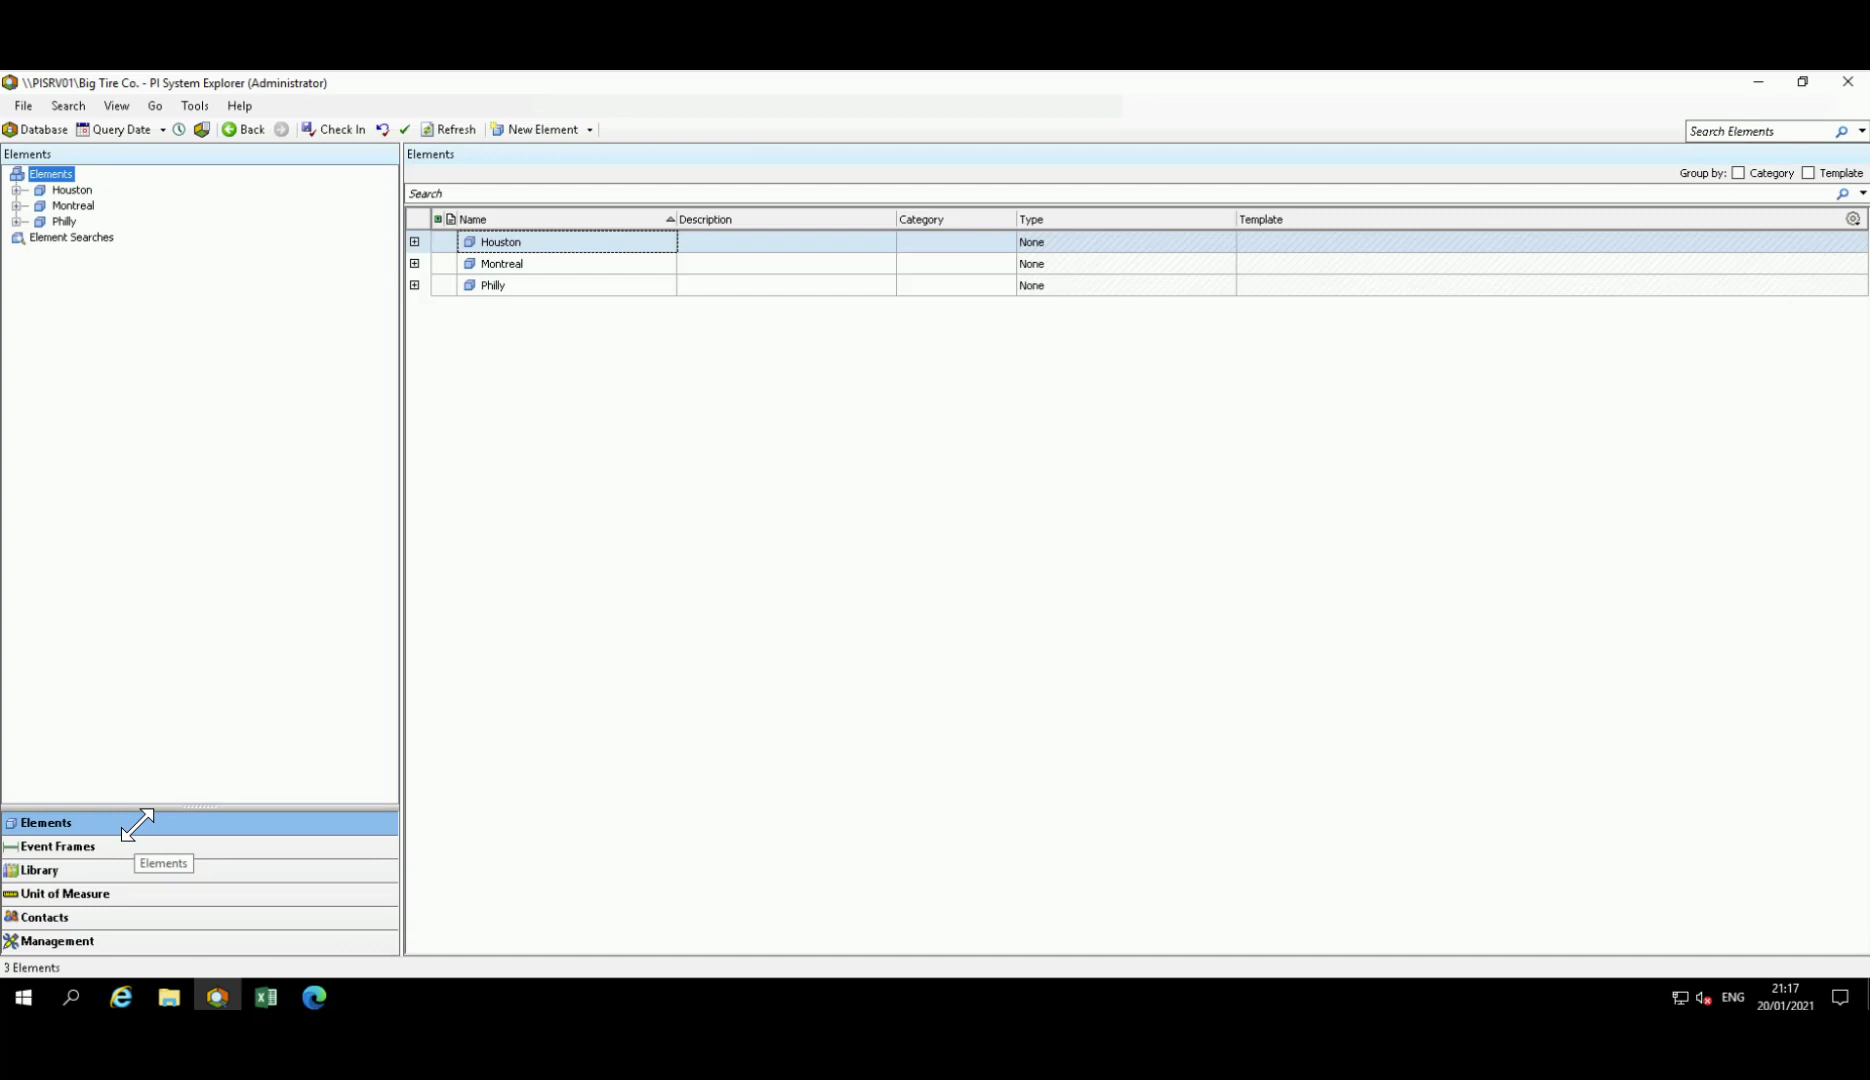 \\PISRV01\Big Tire Co. - PI System Explorer (Administrator)
File Search View Go Tools Help
Database Query Date Back Check In Refresh New Element Search Elements
Elements
Elements
Houston
Montreal
Philly
Element Searches
Elements
Group by: Category Template
Search
Name Description Category Type Template
Houston None
Montreal None
Philly None
Elements
Event Frames
Elements
Library
Unit of Measure
Contacts
Management
3 Elements
ENG 21:17
20/01/2021